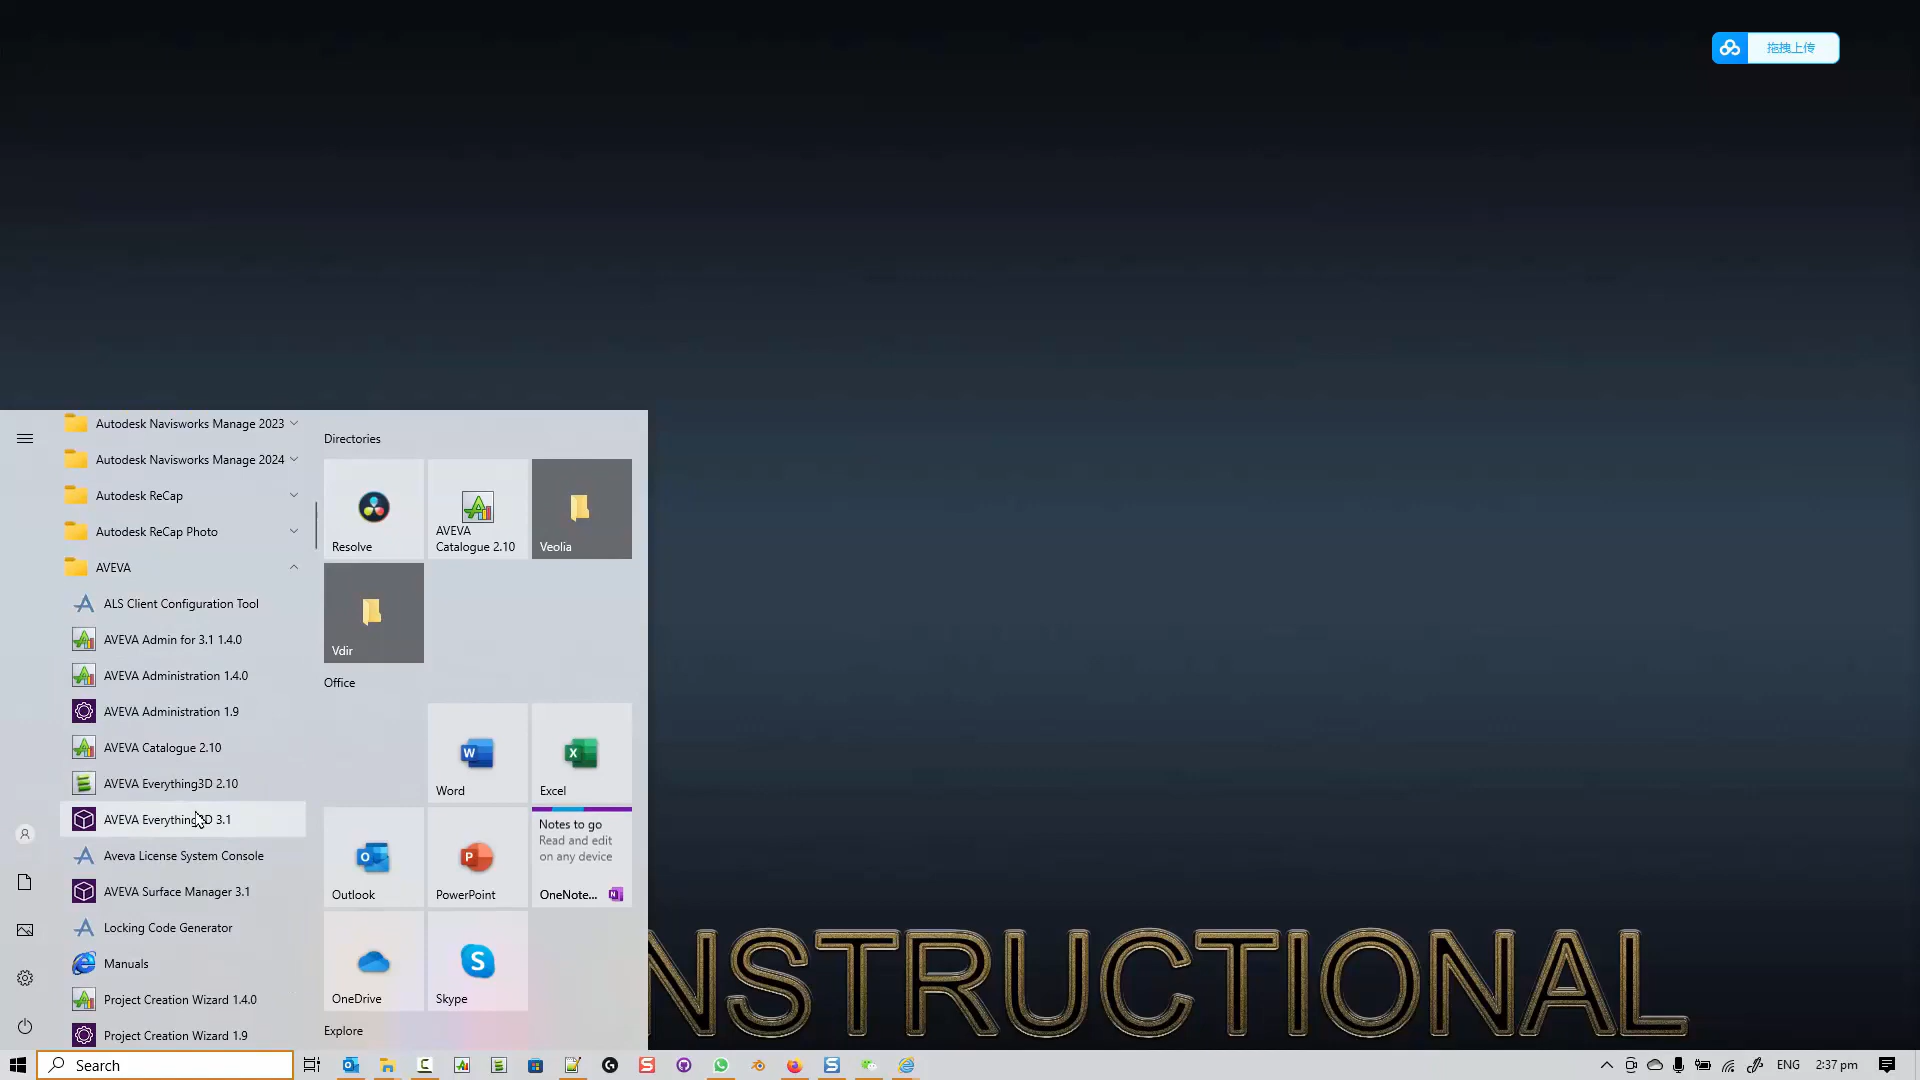 拖拽上传
Autodesk Navisworks Manage 2023
Autodesk Navisworks Manage 2024
Autodesk ReCap
Autodesk ReCap Photo
AVEVA
ALS Client Configuration Tool
AVEVA Admin for 3.1 1.4.0
AVEVA Administration 1.4.0
AVEVA Administration 1.9
AVEVA Catalogue 2.10
AVEVA Everything3D 2.10
AVEVA Everything3D 3.1
Aveva License System Console
AVEVA Surface Manager 3.1
Locking Code Generator
Manuals
Project Creation Wizard 1.4.0
Project Creation Wizard 1.9
Directories
Resolve
AVEVA
Catalogue 2.10
Veolia
Vdir
Office
Word
Excel
Outlook
PowerPoint
Notes to go
Read and edit
on any device
OneNote...
OneDrive
Skype
Explore
NSTRUCTIONAL
Search
ENG
2:37 pm